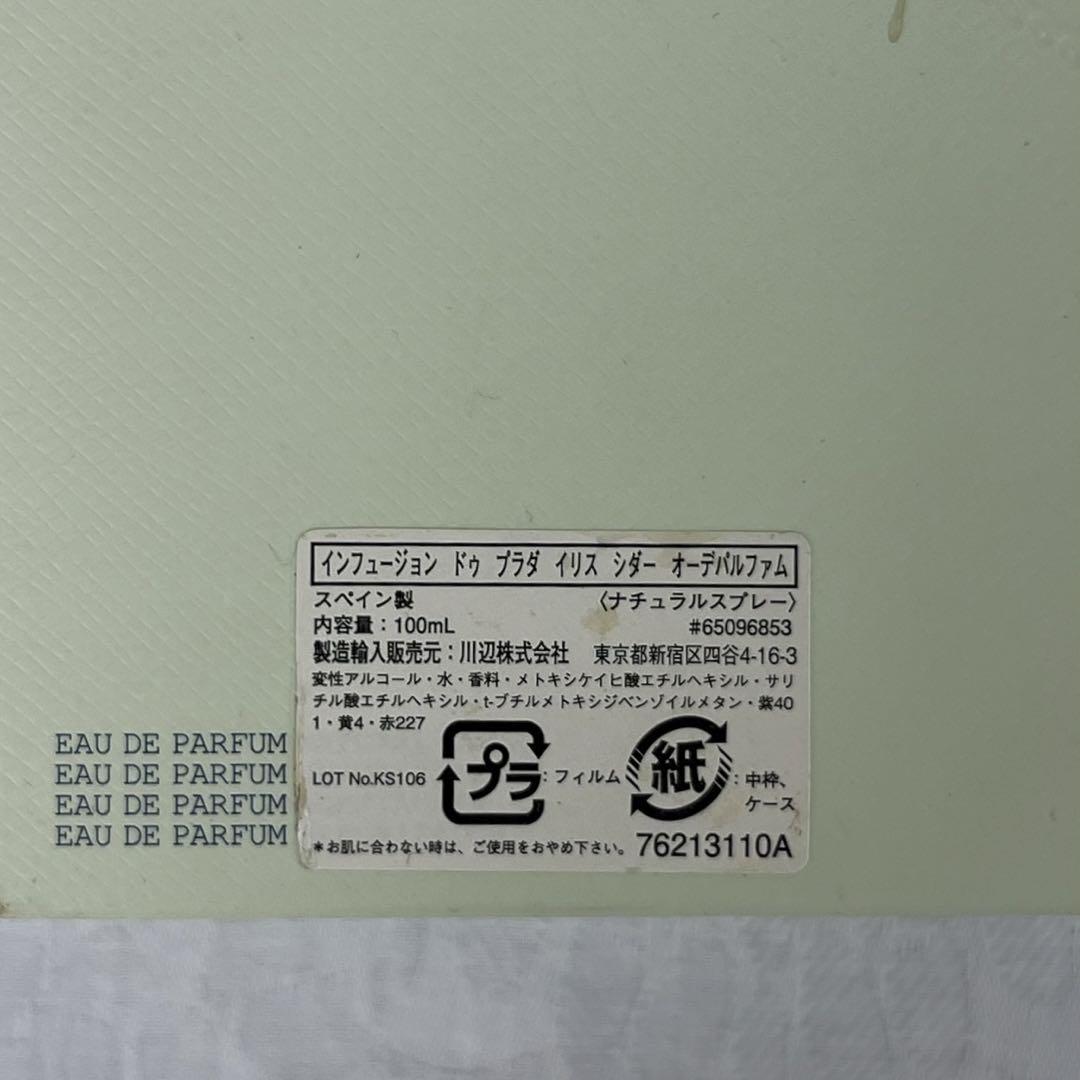 インフュージョン ドゥ プラダ イリス シダー オーデパルファム
スペイン製 〈ナチュラルスプレー〉
内容量：100mL #65096853
製造輸入販売元：川辺株式会社 東京都新宿区四谷4-16-3
変性アルコール・水・香料・メトキシケイヒ酸エチルヘキシル・サリ
チル酸エチルヘキシル・t-ブチルメトキシジベンゾイルメタン・紫40
1・黄4・赤227
LOT No.KS106 プラ：フィルム 紙：中枠、
ケース
＊お肌に合わない時は、ご使用をおやめ下さい。 76213110A
EAU DE PARFUM
EAU DE PARFUM
EAU DE PARFUM
EAU DE PARFUM